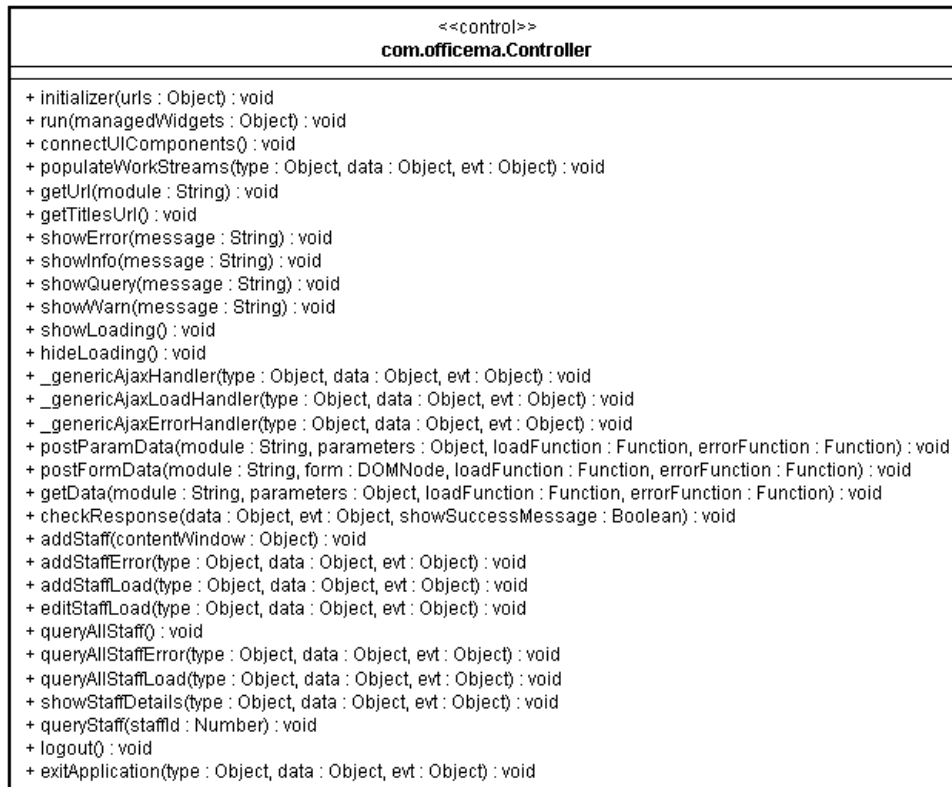 <<control>>
com.officema.Controller
+ initializer(urls : Object) : void
+ run(managedWidgets : Object) : void
+ connectUIComponents() : void
+ populateWorkStreams(type : Object, data : Object, evt : Object) : void
+ getUrl(module : String) : void
+ getTitlesUrl() : void
+ showError(message : String) : void
+ showInfo(message : String) : void
+ showQuery(message : String) : void
+ showWarn(message : String) : void
+ showLoading() : void
+ hideLoading() : void
+ _genericAjaxHandler(type : Object, data : Object, evt : Object) : void
+ _genericAjaxLoadHandler(type : Object, data : Object, evt : Object) : void
+ _genericAjaxErrorHandler(type : Object, data : Object, evt : Object) : void
+ postParamData(module : String, parameters : Object, loadFunction : Function, errorFunction : Function) : void
+ postFormData(module : String, form : DOMNode, loadFunction : Function, errorFunction : Function) : void
+ getData(module : String, parameters : Object, loadFunction : Function, errorFunction : Function) : void
+ checkResponse(data : Object, evt : Object, showSuccessMessage : Boolean) : void
+ addStaff(contentWindow : Object) : void
+ addStaffError(type : Object, data : Object, evt : Object) : void
+ addStaffLoad(type : Object, data : Object, evt : Object) : void
+ editStaffLoad(type : Object, data : Object, evt : Object) : void
+ queryAllStaff() : void
+ queryAllStaffError(type : Object, data : Object, evt : Object) : void
+ queryAllStaffLoad(type : Object, data : Object, evt : Object) : void
+ showStaffDetails(type : Object, data : Object, evt : Object) : void
+ queryStaff(staffId : Number) : void
+ logout() : void
+ exitApplication(type : Object, data : Object, evt : Object) : void